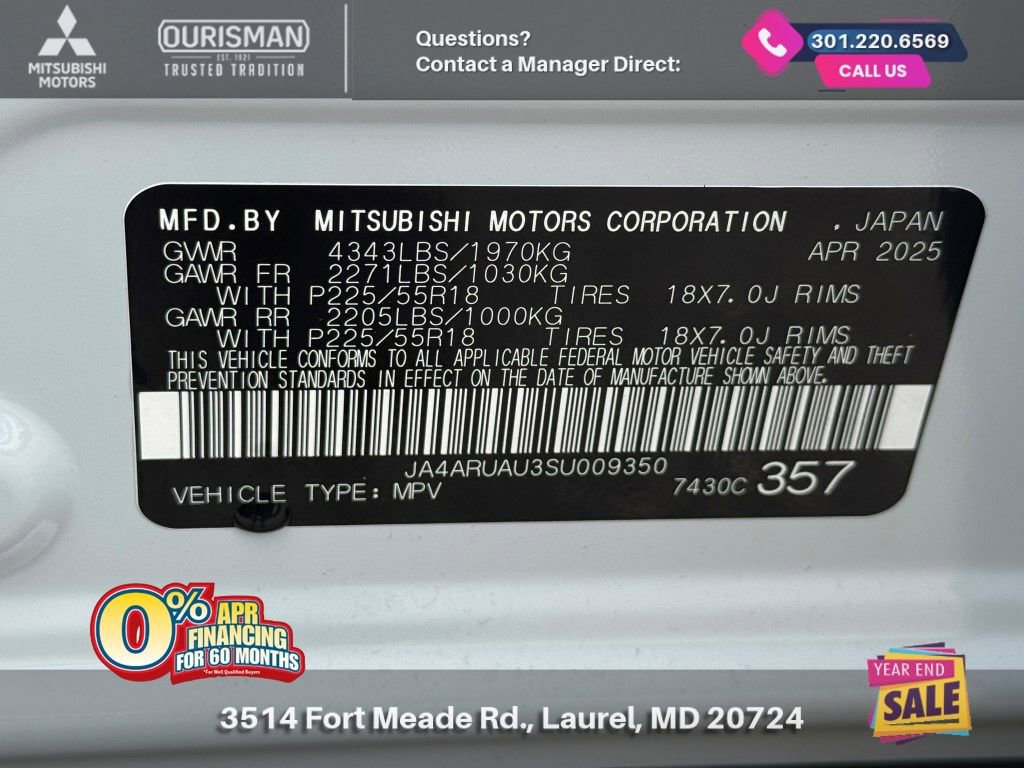 MITSUBISHI
MOTORS
OURISMAN
EST. 1921
TRUSTED TRADITION
Questions?
Contact a Manager Direct:
301.220.6569
CALL US
MFD.BY MITSUBISHI MOTORS CORPORATION . JAPAN
GVWR 4343LBS/1970KG APR 2025
GAWR FR 2271LBS/1030KG
WITH P225/55R18 TIRES 18X7.0J RIMS
GAWR RR 2205LBS/1000KG
WITH P225/55R18 TIRES 18X7.0J RIMS
THIS VEHICLE CONFORMS TO ALL APPLICABLE FEDERAL MOTOR VEHICLE SAFETY AND THEFT
PREVENTION STANDARDS IN EFFECT ON THE DATE OF MANUFACTURE SHOWN ABOVE.
JA4ARUAU3SU009350
VEHICLE TYPE: MPV 7430C 357
0% APR
FINANCING
FOR 60 MONTHS
*For Well Qualified Buyers
YEAR END
SALE
3514 Fort Meade Rd., Laurel, MD 20724